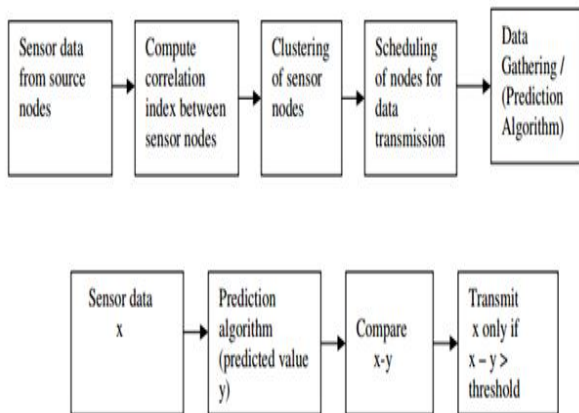 Sensor data
from source
nodes
Compute
correlation
index between
sensor nodes
Clustering
of sensor
nodes
Scheduling
of nodes for
data
transmission
Data
Gathering /
(Prediction
Algorithm)
Sensor data
x
Prediction
algorithm
(predicted value
y)
Compare
x-y
Transmit
x only if
x – y >
threshold